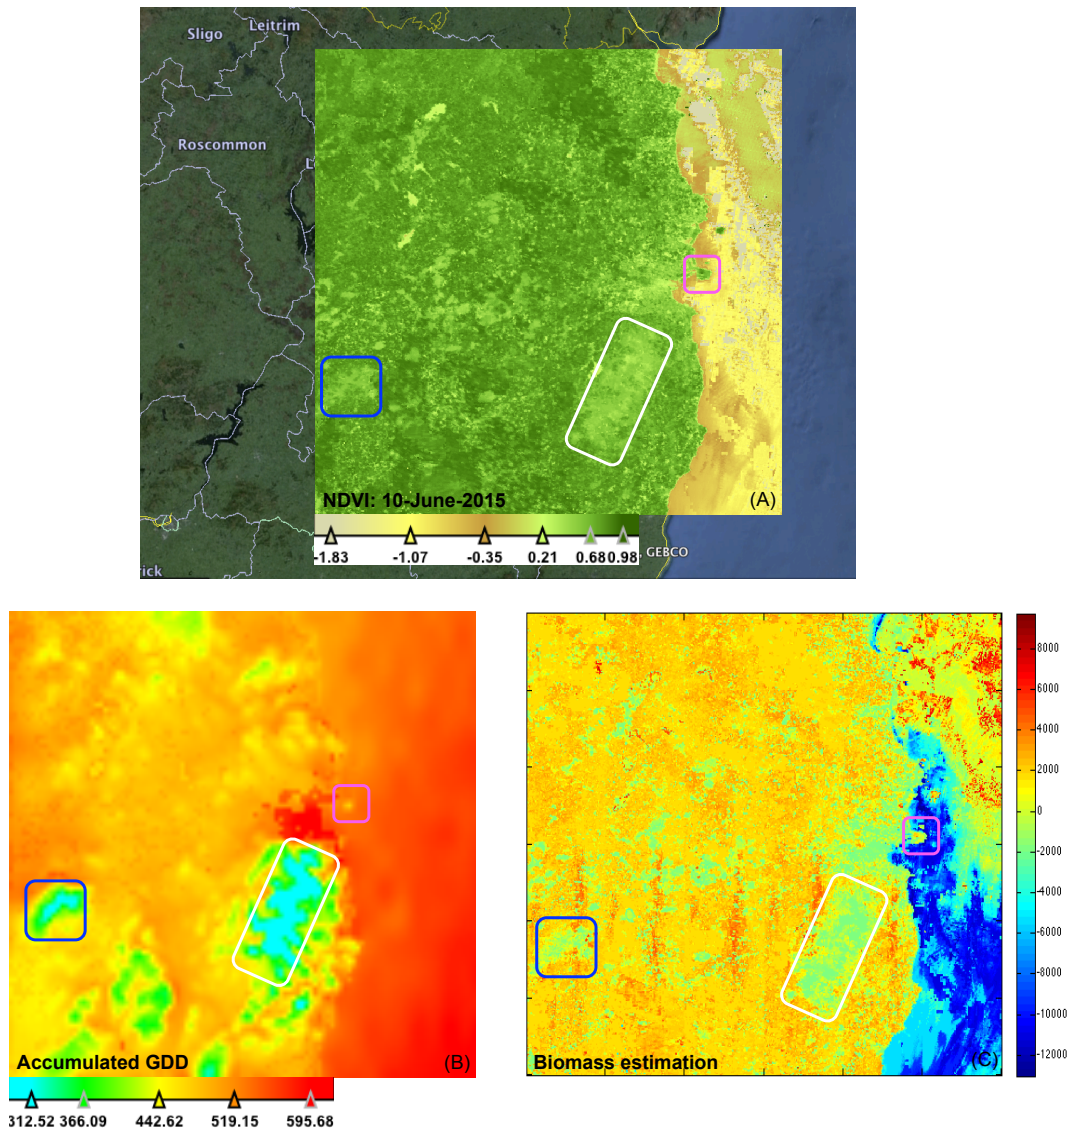 Sligo
Leitrim
Roscommon
L
NDVI: 10-June-2015
(A)
-1.83 -1.07 -0.35 0.21 0.68 0.98
GEBCO
ick
Accumulated GDD
(B)
312.52 366.09 442.62 519.15 595.68
Biomass estimation
(C)
8000
6000
4000
2000
0
-2000
-4000
-6000
-8000
-10000
-12000